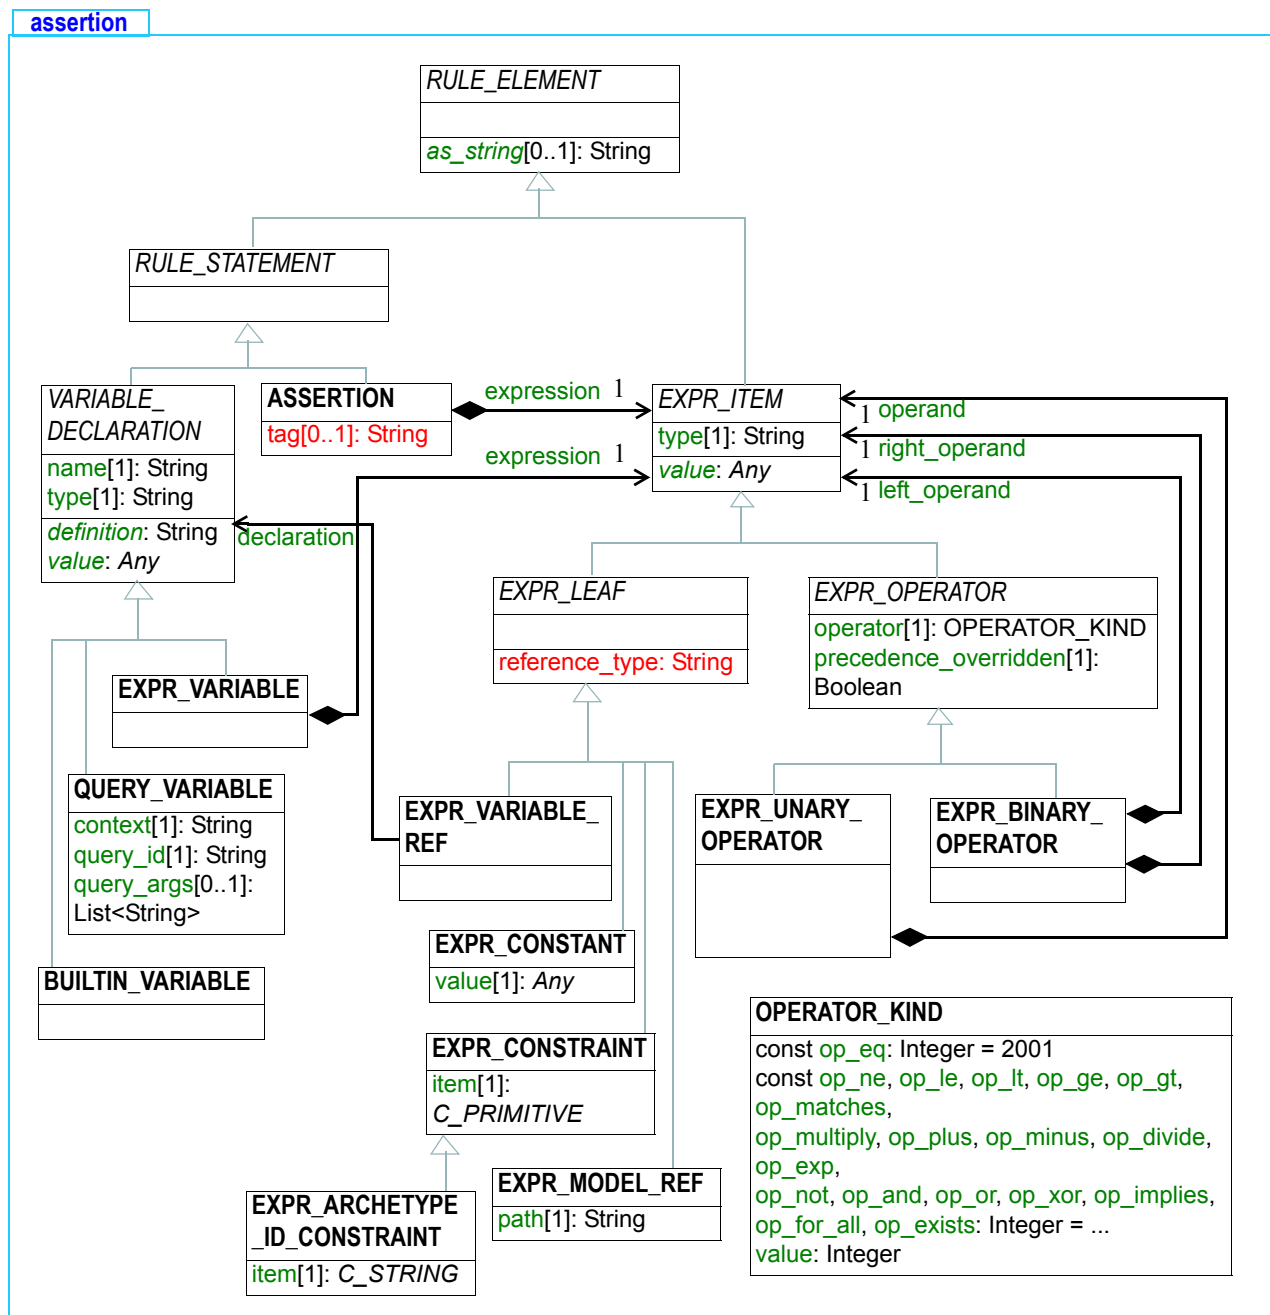 assertion
RULE_ELEMENT
as_string[0..1]: String
RULE_STATEMENT
VARIABLE_
DECLARATION
name[1]: String
type[1]: String
definition: String
value: Any
ASSERTION
tag[0..1]: String
expression 1
expression 1
declaration
EXPR_ITEM
type[1]: String
value: Any
1 operand
1 right_operand
1 left_operand
EXPR_LEAF
reference_type: String
EXPR_OPERATOR
operator[1]: OPERATOR_KIND
precedence_overridden[1]:
Boolean
EXPR_VARIABLE
QUERY_VARIABLE
context[1]: String
query_id[1]: String
query_args[0..1]:
List<String>
BUILTIN_VARIABLE
EXPR_VARIABLE_
REF
EXPR_UNARY_
OPERATOR
EXPR_BINARY_
OPERATOR
EXPR_CONSTANT
value[1]: Any
EXPR_CONSTRAINT
item[1]:
C_PRIMITIVE
EXPR_ARCHETYPE
_ID_CONSTRAINT
item[1]: C_STRING
EXPR_MODEL_REF
path[1]: String
OPERATOR_KIND
const op_eq: Integer = 2001
const op_ne, op_le, op_lt, op_ge, op_gt,
op_matches,
op_multiply, op_plus, op_minus, op_divide,
op_exp,
op_not, op_and, op_or, op_xor, op_implies,
op_for_all, op_exists: Integer = ...
value: Integer